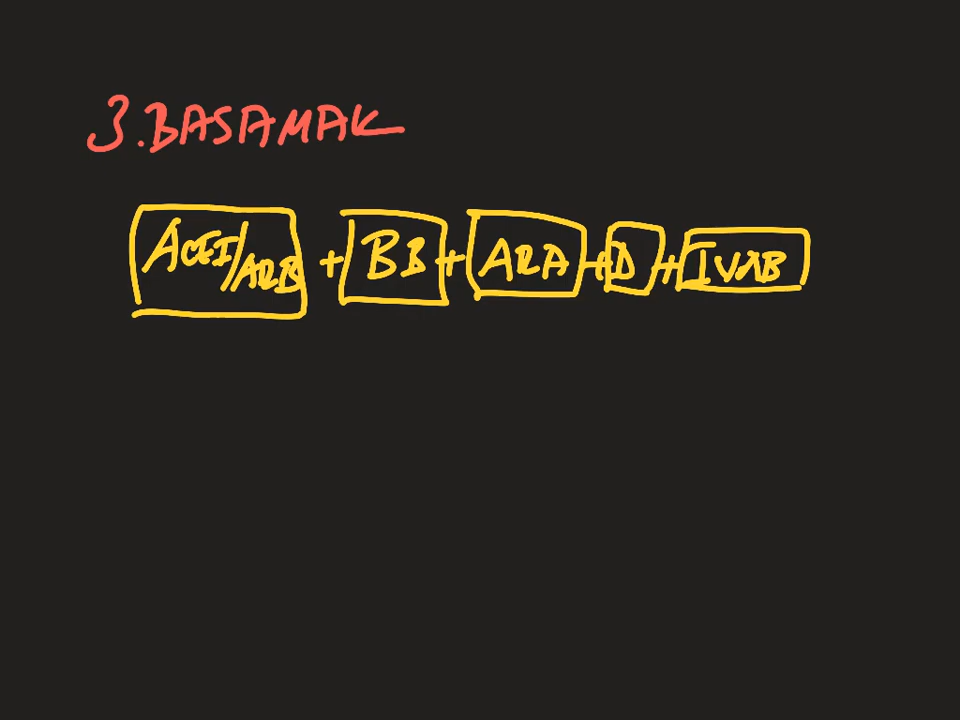 3.BASAMAK
ACEI/ARB + BB + ARA + D + IVAB